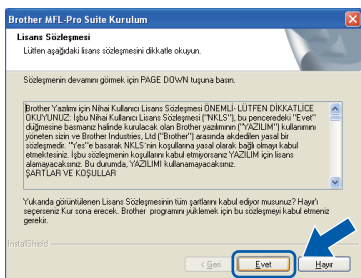 Brother MFL-Pro Suite Kurulum
Lisans Sözleşmesi
Lütfen aşağıdaki lisans sözleşmesini dikkatle okuyun.
Sözleşmenin devamını görmek için PAGE DOWN tuşuna basın.
Brother Yazılımı için Nihai Kullanıcı Lisans Sözleşmesi ÖNEMLİ- LÜTFEN DİKKATLİCE
OKUYUNUZ: İşbu Nihai Kullanıcı Lisans Sözleşmesi ("NKLS"), bu penceredeki "Evet"
düğmesine basmanız halinde kurulacak olan Brother yazılımının ("YAZILIM") kullanımını
yöneten sizin ve Brother Industries, Ltd ("Brother") arasında akdedilen yasal bir
sözleşmedir. "Yes"e basarak NKLS'nin koşullarına yasal olarak bağlı olmayı kabul
etmektesiniz. İşbu sözleşmenin koşullarını kabul etmiyorsanız YAZILIM için lisans
alamayacaksınız. Bu durumda, YAZILIMI kullanamayacaksınız.
ŞARTLAR VE KOŞULLAR
Yukarıda görüntülenen Lisans Sözleşmesinin tüm şartlarını kabul ediyor musunuz? Hayır'ı
seçerseniz Kur sona erecek. Brother programını yüklemek için bu sözleşmeyi kabul etmeniz
gerekir.
InstallShield
< Geri
Evet
Hayır